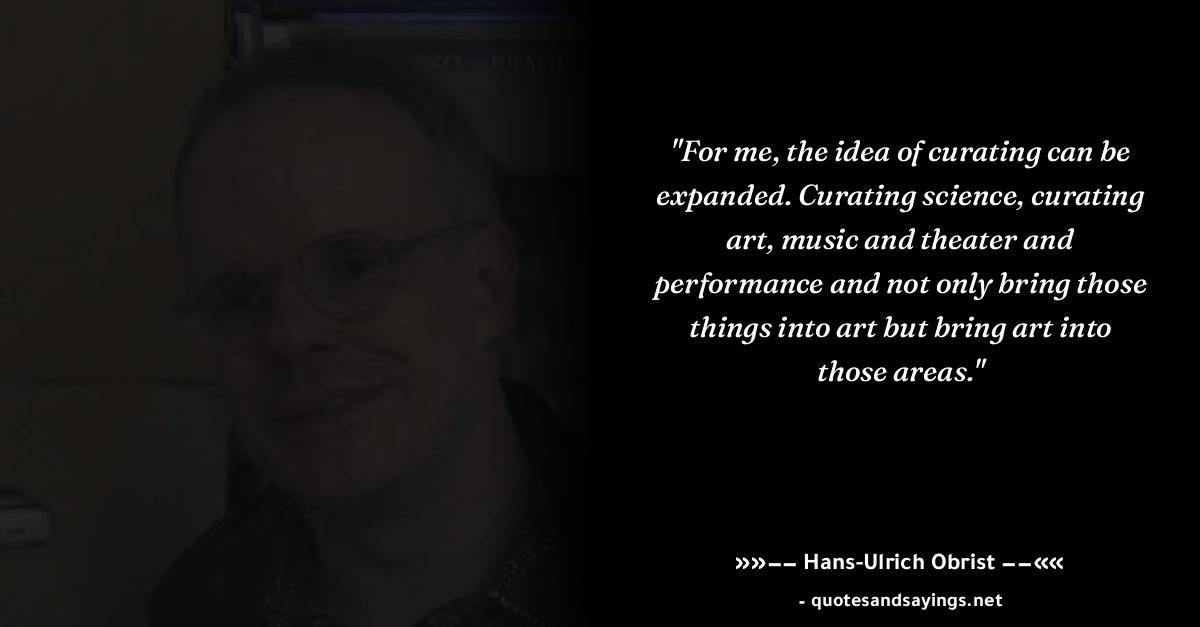 "For me, the idea of curating can be
expanded. Curating science, curating
art, music and theater and
performance and not only bring those
things into art but bring art into
those areas."
»»−− Hans-Ulrich Obrist −−««
- quotesandsayings.net